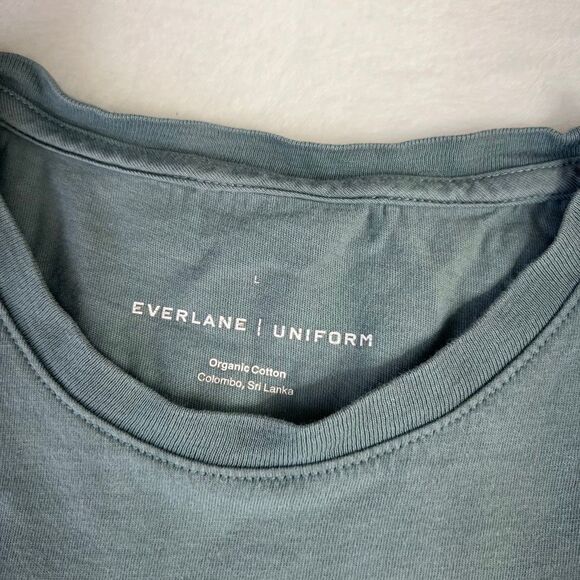 L
EVERLANE | UNIFORM
Organic Cotton
Colombo, Sri Lanka